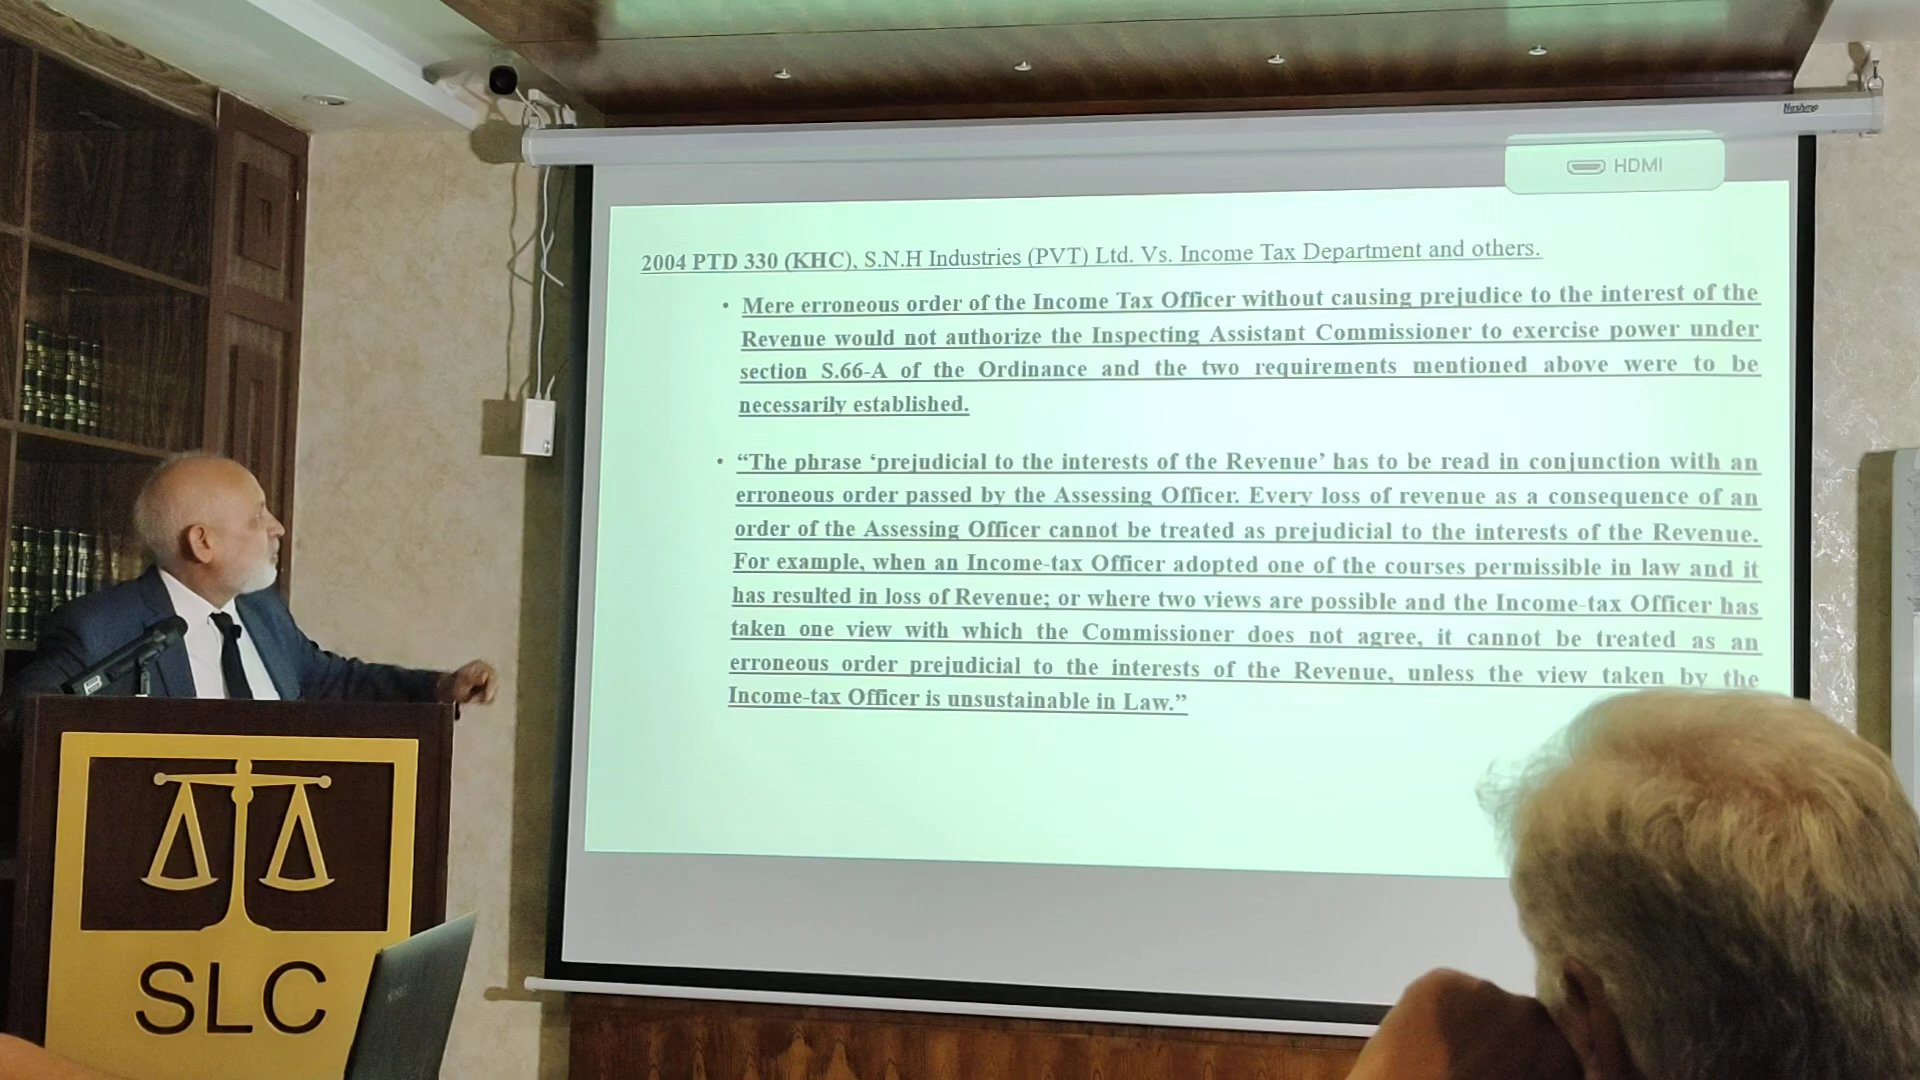 Nashmo
HDMI
2004 PTD 330 (KHC), S.N.H Industries (PVT) Ltd. Vs. Income Tax Department and others.
• Mere erroneous order of the Income Tax Officer without causing prejudice to the interest of the
Revenue would not authorize the Inspecting Assistant Commissioner to exercise power under
section S.66-A of the Ordinance and the two requirements mentioned above were to be
necessarily established.
• “The phrase ‘prejudicial to the interests of the Revenue’ has to be read in conjunction with an
erroneous order passed by the Assessing Officer. Every loss of revenue as a consequence of an
order of the Assessing Officer cannot be treated as prejudicial to the interests of the Revenue.
For example, when an Income-tax Officer adopted one of the courses permissible in law and it
has resulted in loss of Revenue; or where two views are possible and the Income-tax Officer has
taken one view with which the Commissioner does not agree, it cannot be treated as an
erroneous order prejudicial to the interests of the Revenue, unless the view taken by the
Income-tax Officer is unsustainable in Law.”
SLC